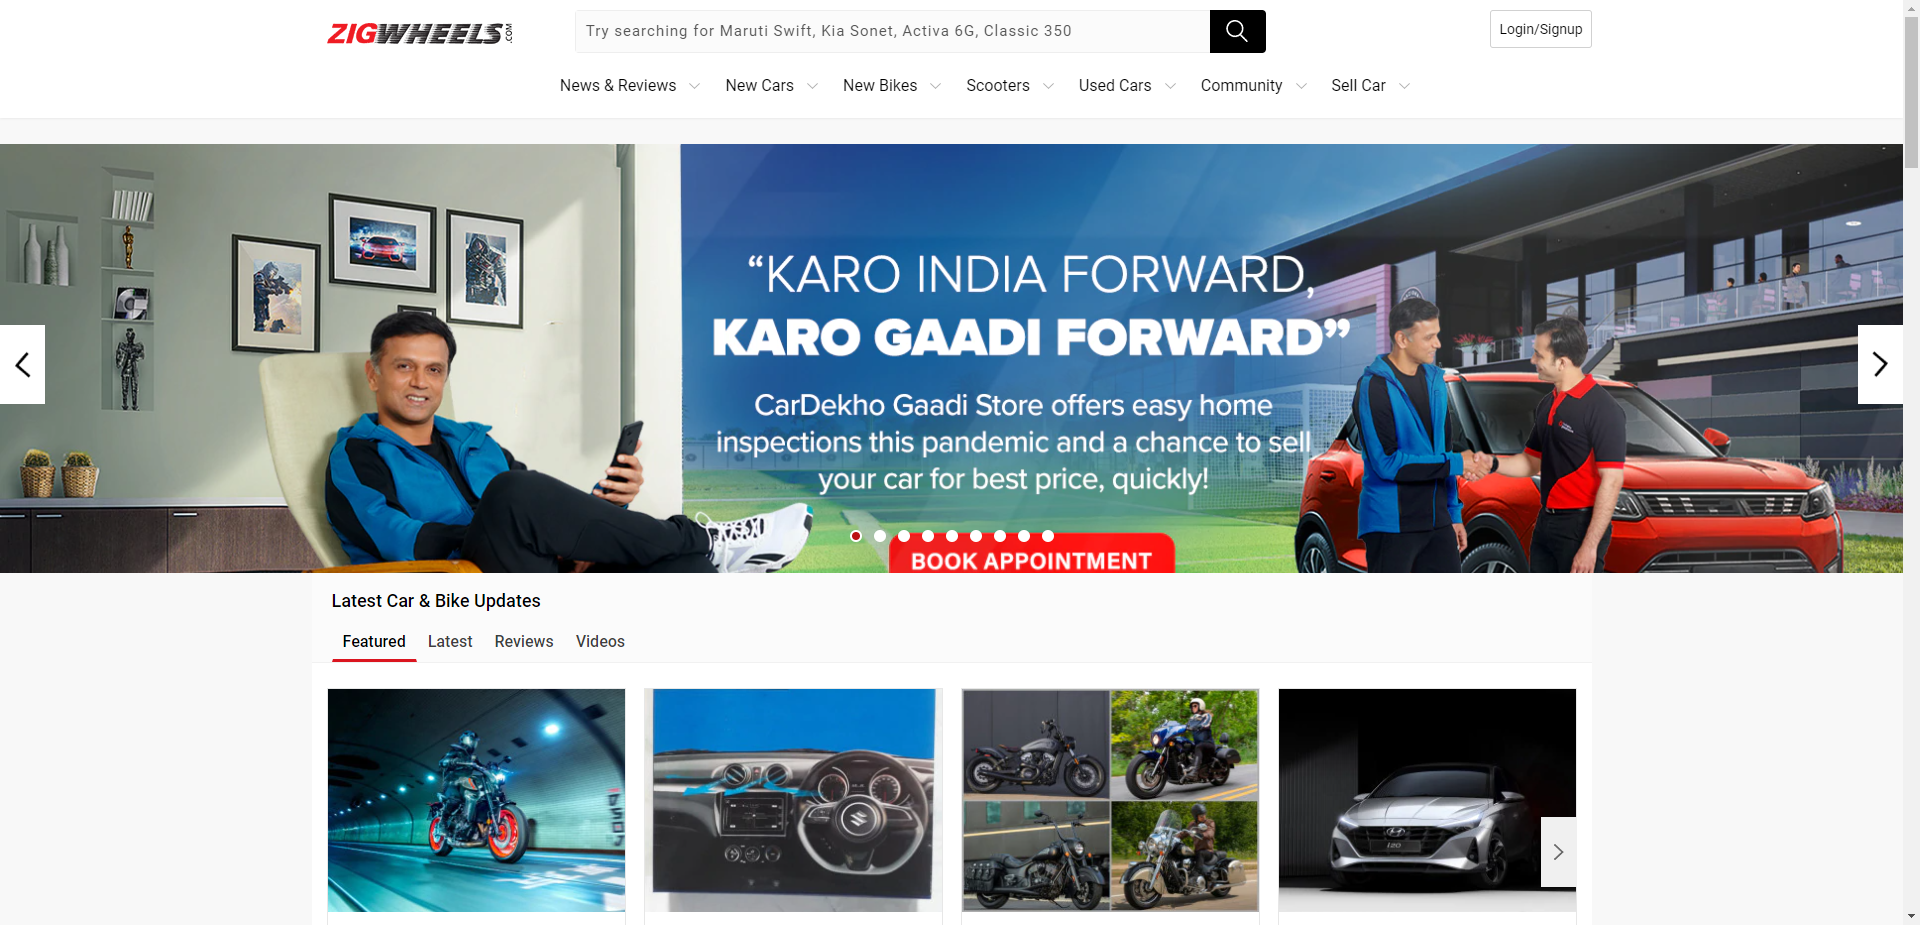 ZIGWHEELS.COM
Try searching for Maruti Swift, Kia Sonet, Activa 6G, Classic 350
Login/Signup
News & Reviews New Cars New Bikes Scooters Used Cars Community Sell Car
“KARO INDIA FORWARD,
KARO GAADI FORWARD”
CarDekho Gaadi Store offers easy home
inspections this pandemic and a chance to sell
your car for best price, quickly!
BOOK APPOINTMENT
Latest Car & Bike Updates
Featured Latest Reviews Videos
i20